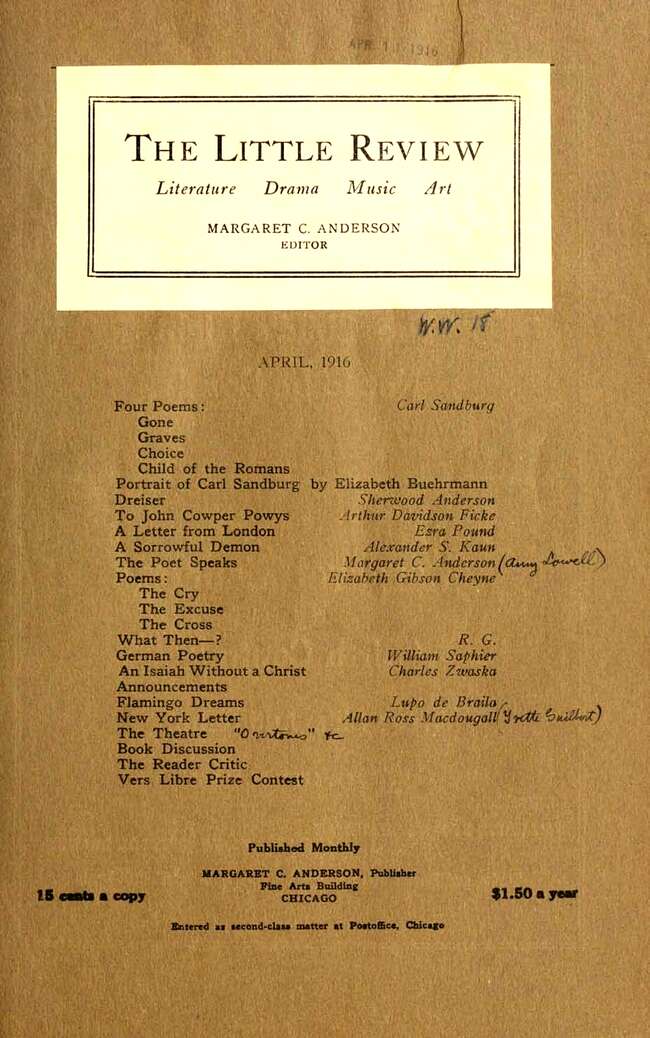 APR 11 1916
THE LITTLE REVIEW
Literature Drama Music Art
MARGARET C. ANDERSON
EDITOR
W.W. 18
APRIL, 1916
Four Poems: Carl Sandburg
Gone
Graves
Choice
Child of the Romans
Portrait of Carl Sandburg by Elizabeth Buehrmann
Dreiser Sherwood Anderson
To John Cowper Powys Arthur Davidson Ficke
A Letter from London Ezra Pound
A Sorrowful Demon Alexander S. Kaun
The Poet Speaks Margaret C. Anderson (Amy Lowell)
Poems: Elizabeth Gibson Cheyne
The Cry
The Excuse
The Cross
What Then—? R. G.
German Poetry William Saphier
An Isaiah Without a Christ Charles Zwaska
Announcements
Flamingo Dreams Lupo de Braila
New York Letter Allan Ross Macdougall (Yvette Guilbert)
The Theatre "Overtones" &c
Book Discussion
The Reader Critic
Vers Libre Prize Contest
Published Monthly
MARGARET C. ANDERSON, Publisher
Fine Arts Building
CHICAGO
15 cents a copy
$1.50 a year
Entered as second-class matter at Postoffice, Chicago